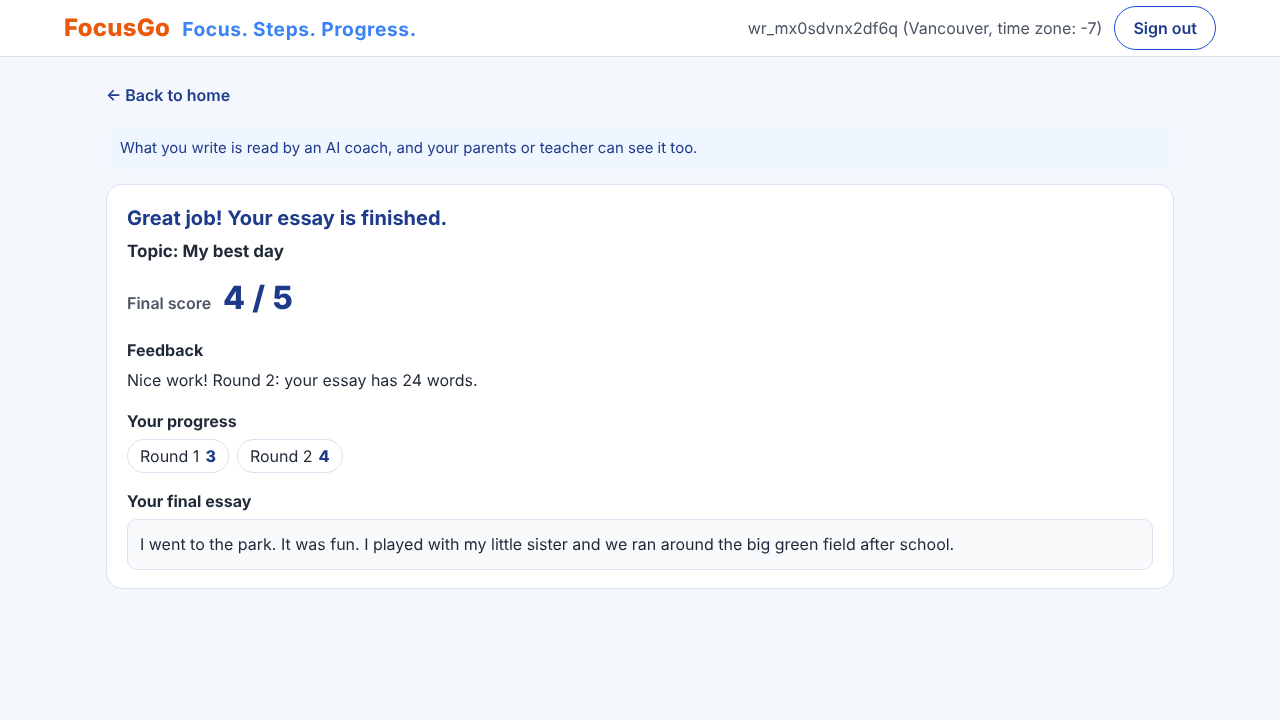 FocusGo Focus. Steps. Progress. wr_mx0sdvnx2df6q (Vancouver, time zone: -7) Sign out
← Back to home
What you write is read by an AI coach, and your parents or teacher can see it too.
Great job! Your essay is finished.
Topic: My best day
Final score 4 / 5
Feedback
Nice work! Round 2: your essay has 24 words.
Your progress
Round 1 3 Round 2 4
Your final essay
I went to the park. It was fun. I played with my little sister and we ran around the big green field after school.